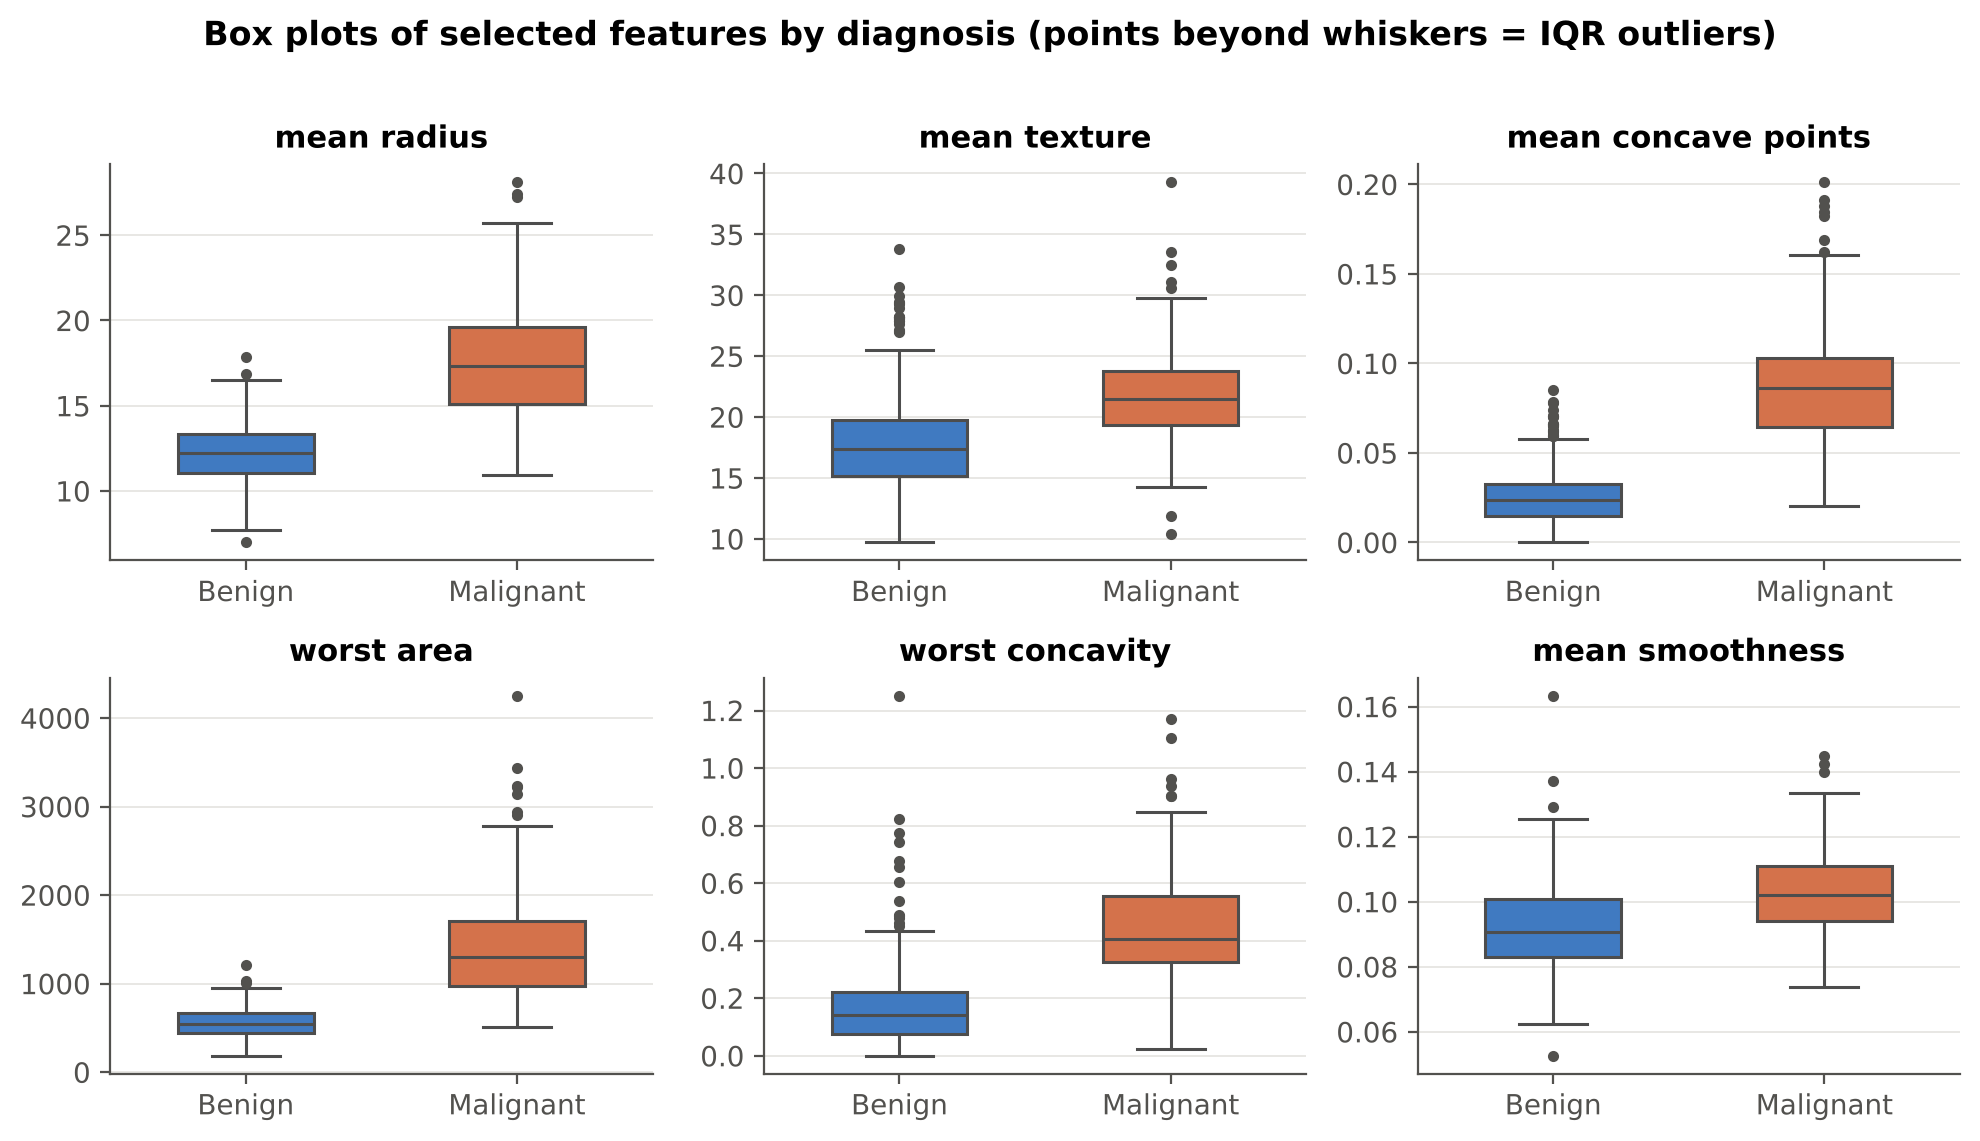 Box plots of selected features by diagnosis (points beyond whiskers = IQR outliers)
mean radius
25
20
15
10
Benign Malignant
mean texture
40
35
30
25
20
15
10
Benign Malignant
mean concave points
0.20
0.15
0.10
0.05
0.00
Benign Malignant
worst area
4000
3000
2000
1000
0
Benign Malignant
worst concavity
1.2
1.0
0.8
0.6
0.4
0.2
0.0
Benign Malignant
mean smoothness
0.16
0.14
0.12
0.10
0.08
0.06
Benign Malignant